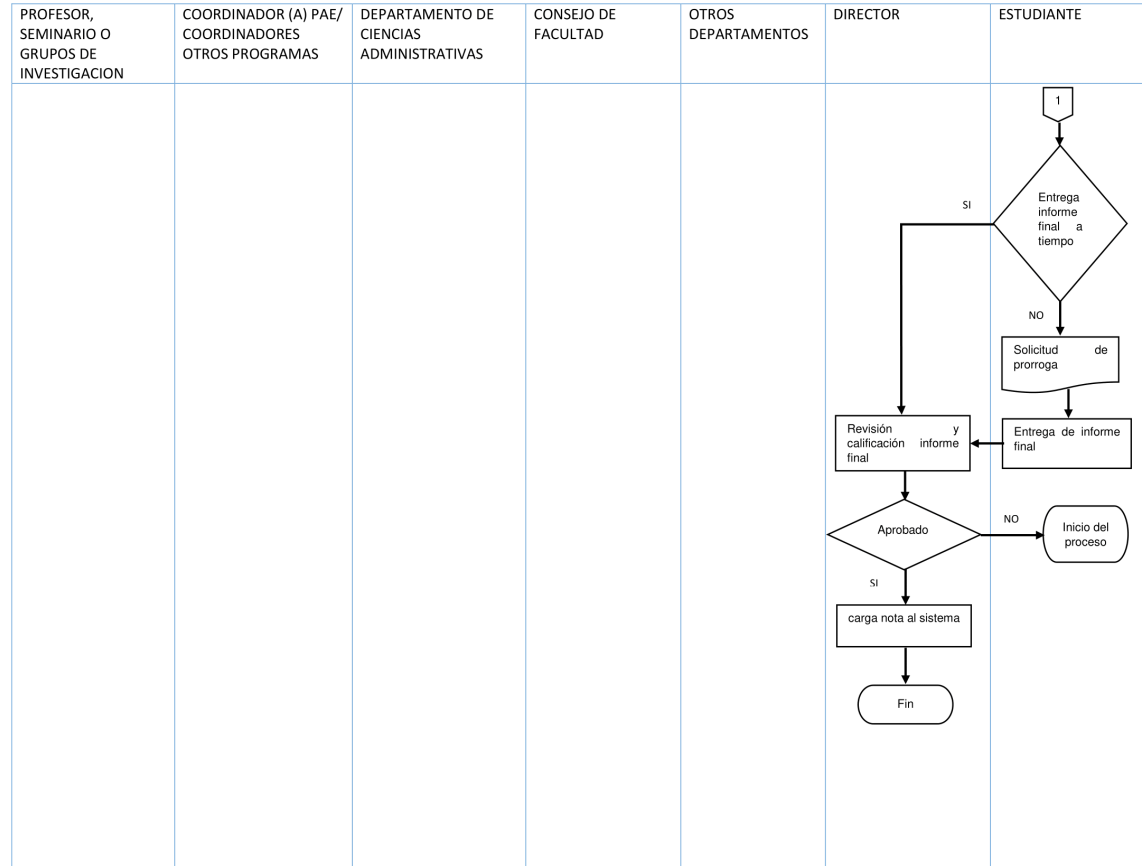 PROFESOR,
SEMINARIO O
GRUPOS DE
INVESTIGACION
COORDINADOR (A) PAE/
COORDINADORES
OTROS PROGRAMAS
DEPARTAMENTO DE
CIENCIAS
ADMINISTRATIVAS
CONSEJO DE
FACULTAD
OTROS
DEPARTAMENTOS
DIRECTOR
ESTUDIANTE
1
Entrega
informe
final a
tiempo
SI
NO
Solicitud de
prorroga
Revisión y
calificación informe
final
Entrega de informe
final
Aprobado
NO
Inicio del
proceso
SI
carga nota al sistema
Fin